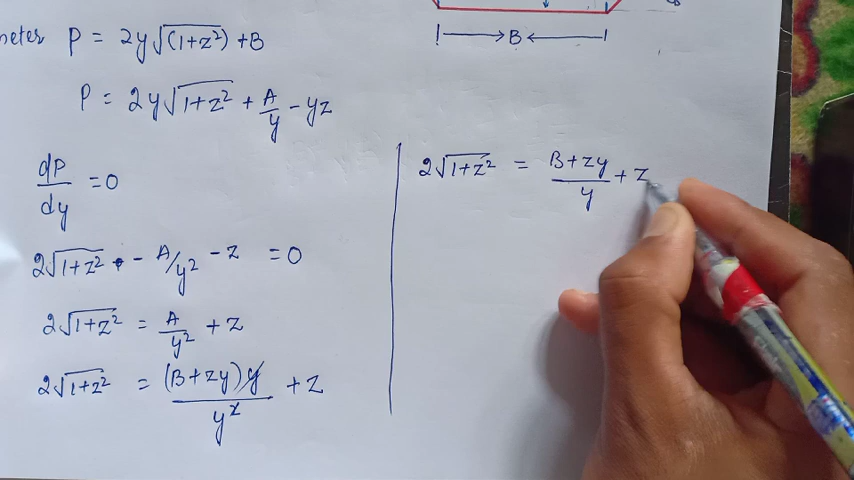 P = 2y√(1+z²) + B
|——→ B ←——|
P = 2y√1+z² + A/y - yz
dP/dy = 0
2√1+z² - A/y² - z = 0
2√1+z² = A/y² + z
2√1+z² = (B+zy)y/y² + z
2√1+z² = B+zy/y + z